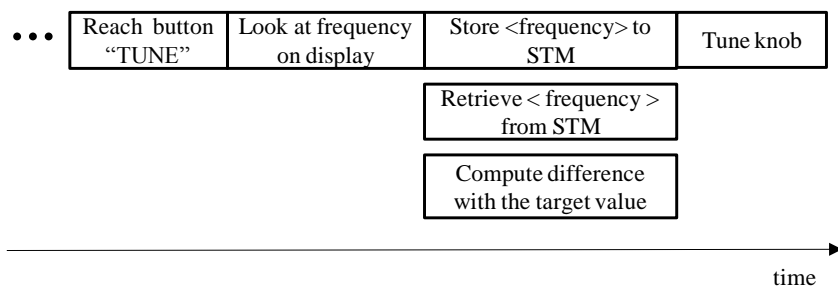 •••
Reach button
“TUNE”
Look at frequency
on display
Store <frequency> to
STM
Tune knob
Retrieve < frequency >
from STM
Compute difference
with the target value
time